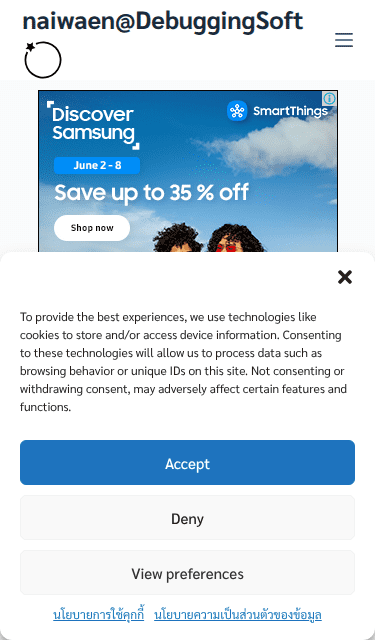 naiwaen@DebuggingSoft
Discover
Samsung
SmartThings
June 2 - 8
Save up to 35 % off
Shop now
To provide the best experiences, we use technologies like
cookies to store and/or access device information. Consenting
to these technologies will allow us to process data such as
browsing behavior or unique IDs on this site. Not consenting or
withdrawing consent, may adversely affect certain features and
functions.
Accept
Deny
View preferences
นโยบายการใช้คุกกี้ นโยบายความเป็นส่วนตัวของข้อมูล